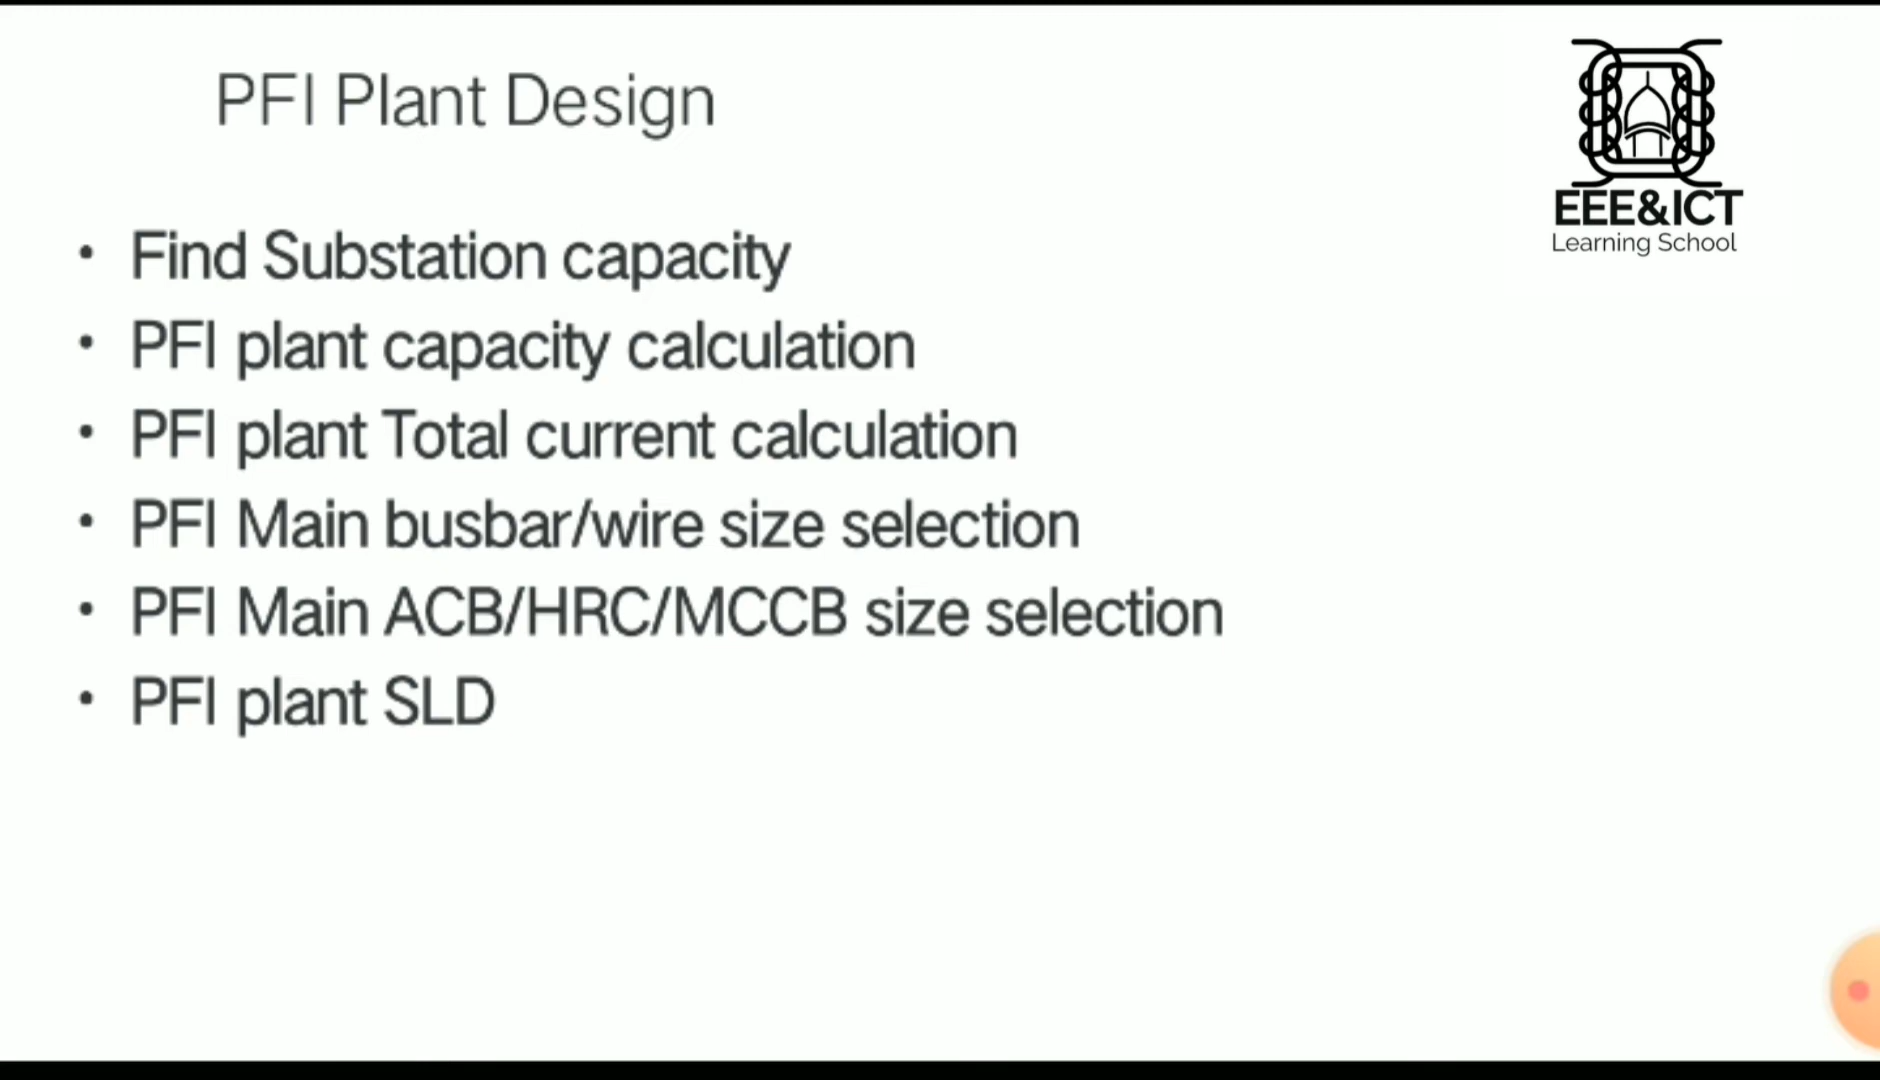 PFI Plant Design
EEE&ICT
Learning School
• Find Substation capacity
• PFI plant capacity calculation
• PFI plant Total current calculation
• PFI Main busbar/wire size selection
• PFI Main ACB/HRC/MCCB size selection
• PFI plant SLD